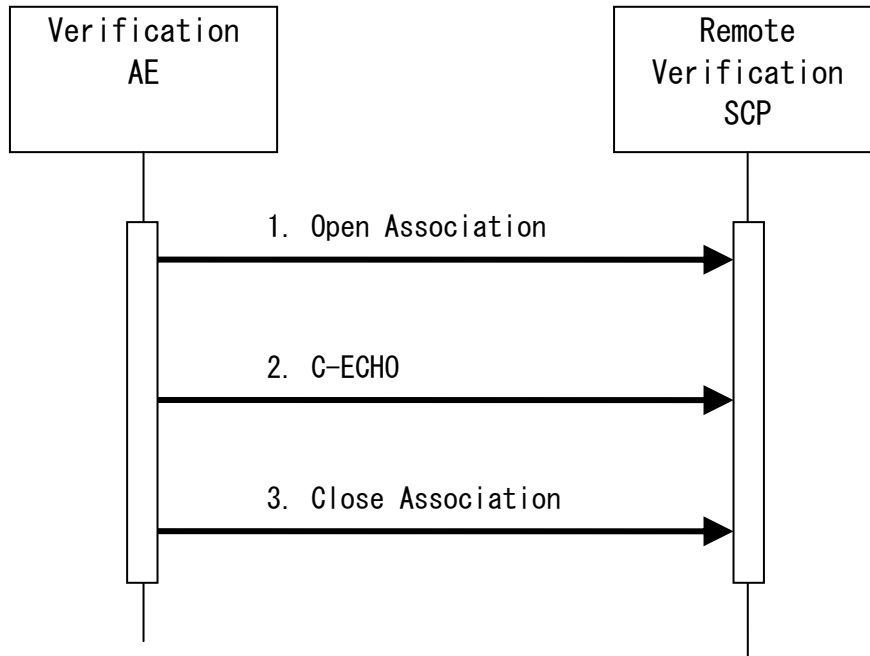 Verification
AE
Remote
Verification
SCP
1. Open Association
2. C-ECHO
3. Close Association